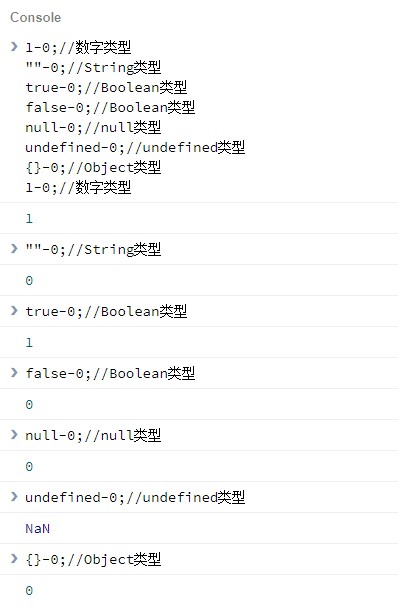 Console
1-0;//数字类型
""-0;//String类型
true-0;//Boolean类型
false-0;//Boolean类型
null-0;//null类型
undefined-0;//undefined类型
{}-0;//Object类型
1-0;//数字类型
1
""-0;//String类型
0
true-0;//Boolean类型
1
false-0;//Boolean类型
0
null-0;//null类型
0
undefined-0;//undefined类型
NaN
{}-0;//Object类型
0